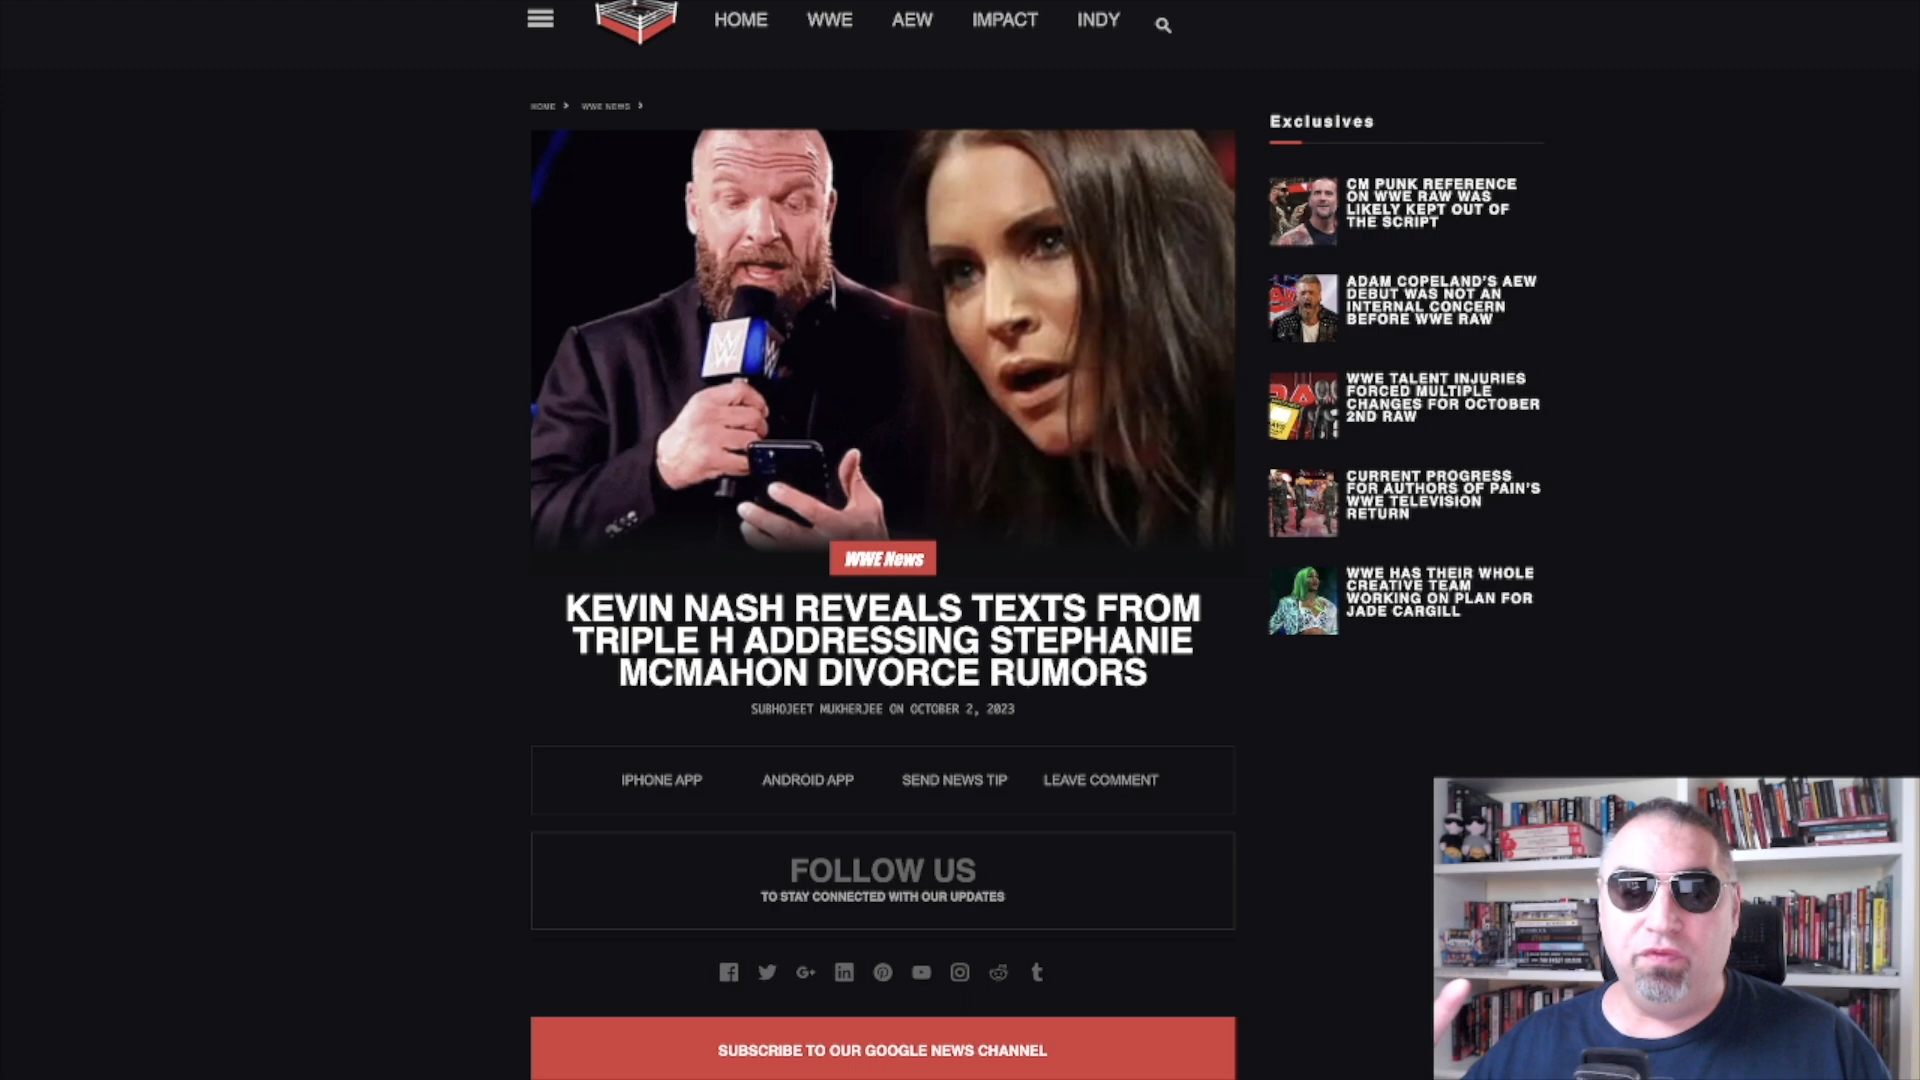 HOME WWE AEW IMPACT INDY
HOME > WWE NEWS >
WWE News
KEVIN NASH REVEALS TEXTS FROM
TRIPLE H ADDRESSING STEPHANIE
MCMAHON DIVORCE RUMORS
SUBHOJEET MUKHERJEE ON OCTOBER 2, 2023
IPHONE APP ANDROID APP SEND NEWS TIP LEAVE COMMENT
FOLLOW US
TO STAY CONNECTED WITH OUR UPDATES
SUBSCRIBE TO OUR GOOGLE NEWS CHANNEL
Exclusives
CM PUNK REFERENCE
ON WWE RAW WAS
LIKELY KEPT OUT OF
THE SCRIPT
ADAM COPELAND'S AEW
DEBUT WAS NOT AN
INTERNAL CONCERN
BEFORE WWE RAW
WWE TALENT INJURIES
FORCED MULTIPLE
CHANGES FOR OCTOBER
2ND RAW
CURRENT PROGRESS
FOR AUTHORS OF PAIN'S
WWE TELEVISION
RETURN
WWE HAS THEIR WHOLE
CREATIVE TEAM
WORKING ON PLAN FOR
JADE CARGILL